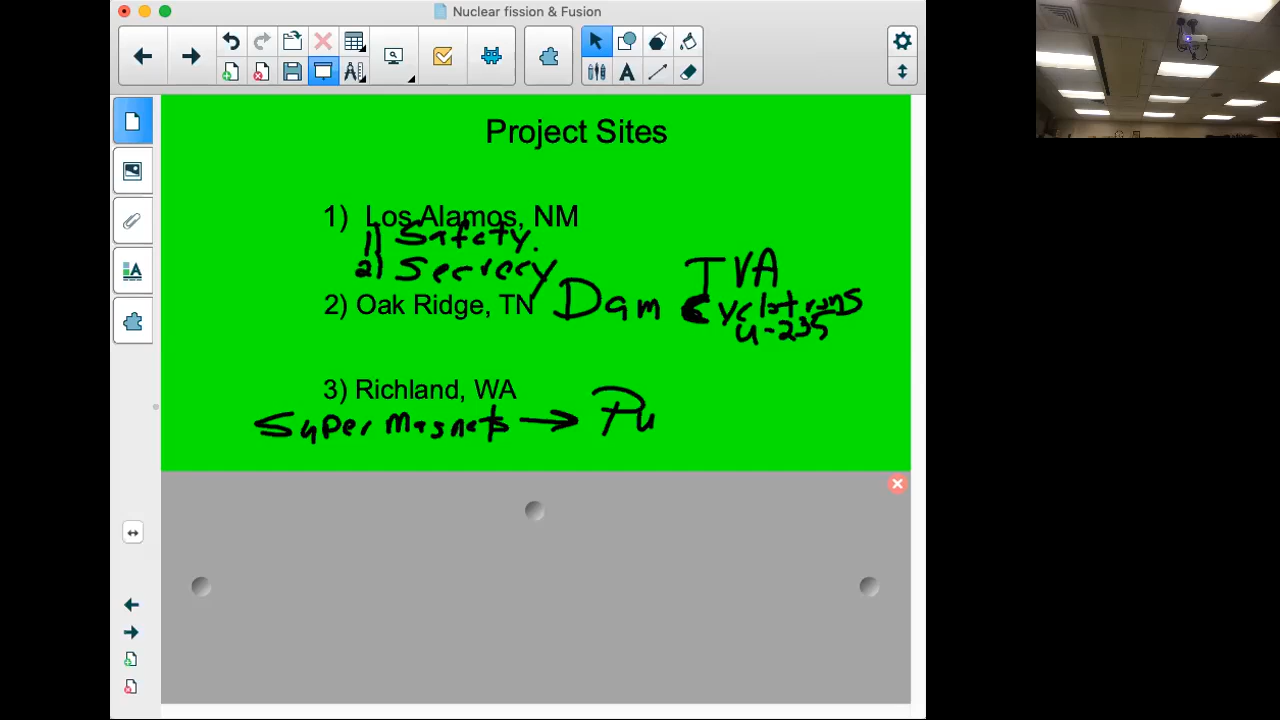 Nuclear fission & Fusion
Project Sites
1) Los Alamos, NM
1) Safety.
2) Secrecy
TVA
2) Oak Ridge, TN Dam Cyclotrons
U-235
3) Richland, WA
Super Magnets → Pu